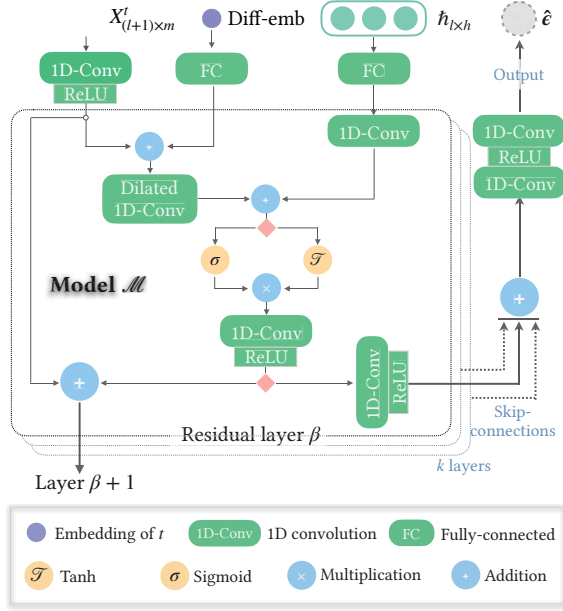 X^t_{(l+1)×m}
Diff-emb
ℏ_{l×h}
ϵ̂
1D-Conv
ReLU
FC
FC
Output
1D-Conv
1D-Conv
ReLU
1D-Conv
+
Dilated
1D-Conv
+
σ
𝒯
Model ℳ
×
+
1D-Conv
ReLU
+
1D-Conv
ReLU
Skip-
connections
Residual layer β
k layers
Layer β + 1
Embedding of t
1D-Conv
1D convolution
FC
Fully-connected
𝒯
Tanh
σ
Sigmoid
×
Multiplication
+
Addition